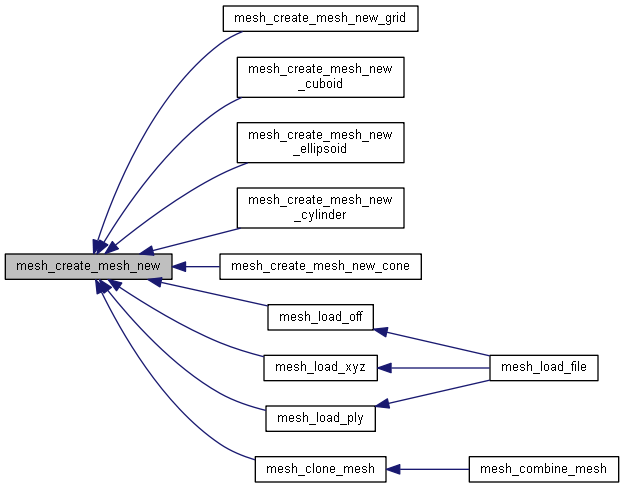 mesh_create_mesh_new_grid
mesh_create_mesh_new
_cuboid
mesh_create_mesh_new
_ellipsoid
mesh_create_mesh_new
_cylinder
mesh_create_mesh_new
mesh_create_mesh_new_cone
mesh_load_off
mesh_load_xyz
mesh_load_file
mesh_load_ply
mesh_clone_mesh
mesh_combine_mesh